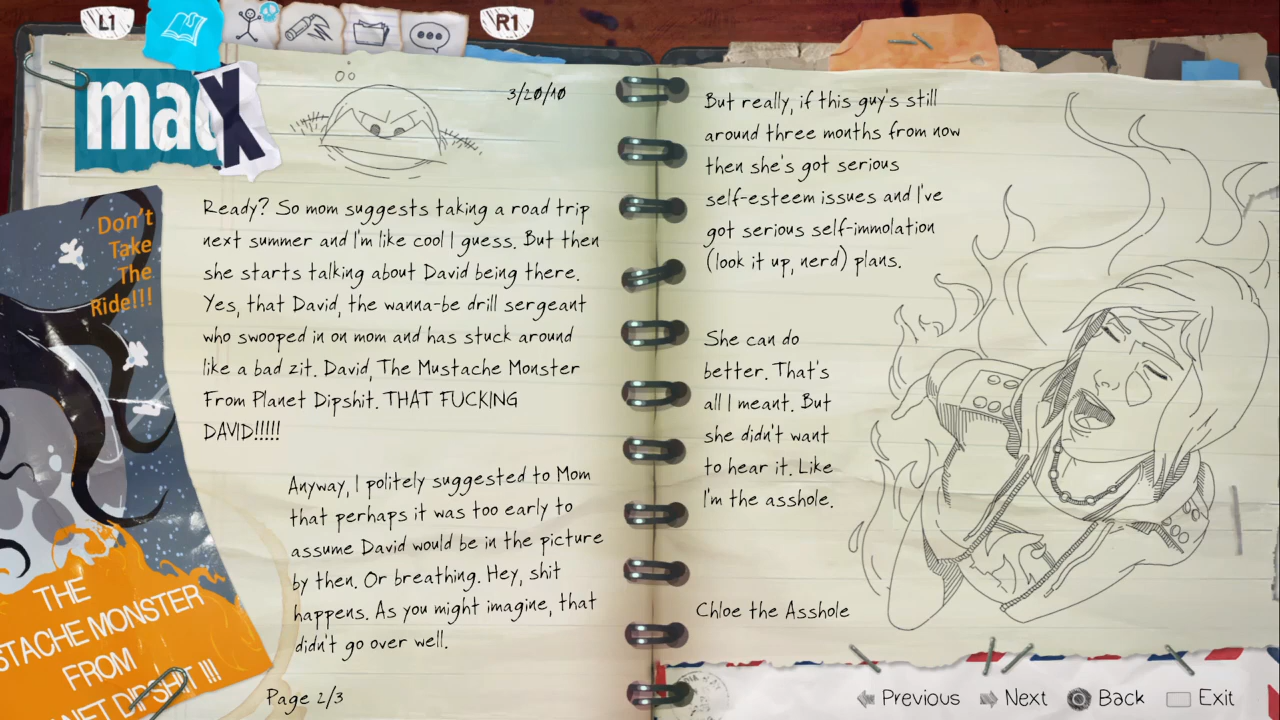 L1
R1
maX
3/20/10
Ready? So mom suggests taking a road trip
next summer and I'm like cool I guess. But then
she starts talking about David being there.
Yes, that David, the wanna-be drill sergeant
who swooped in on mom and has stuck around
like a bad zit. David, The Mustache Monster
From Planet Dipshit. THAT FUCKING
DAVID!!!!!
Anyway, I politely suggested to Mom
that perhaps it was too early to
assume David would be in the picture
by then. Or breathing. Hey, shit
happens. As you might imagine, that
didn't go over well.
Page 2/3
Don't
Take
The
Ride!!!
THE
STACHE MONSTER
FROM
ANET DIPSHIT !!!
But really, if this guy's still
around three months from now
then she's got serious
self-esteem issues and I've
got serious self-immolation
(look it up, nerd) plans.
She can do
better. That's
all I meant. But
she didn't want
to hear it. Like
I'm the asshole.
Chloe the Asshole
Previous Next Back Exit